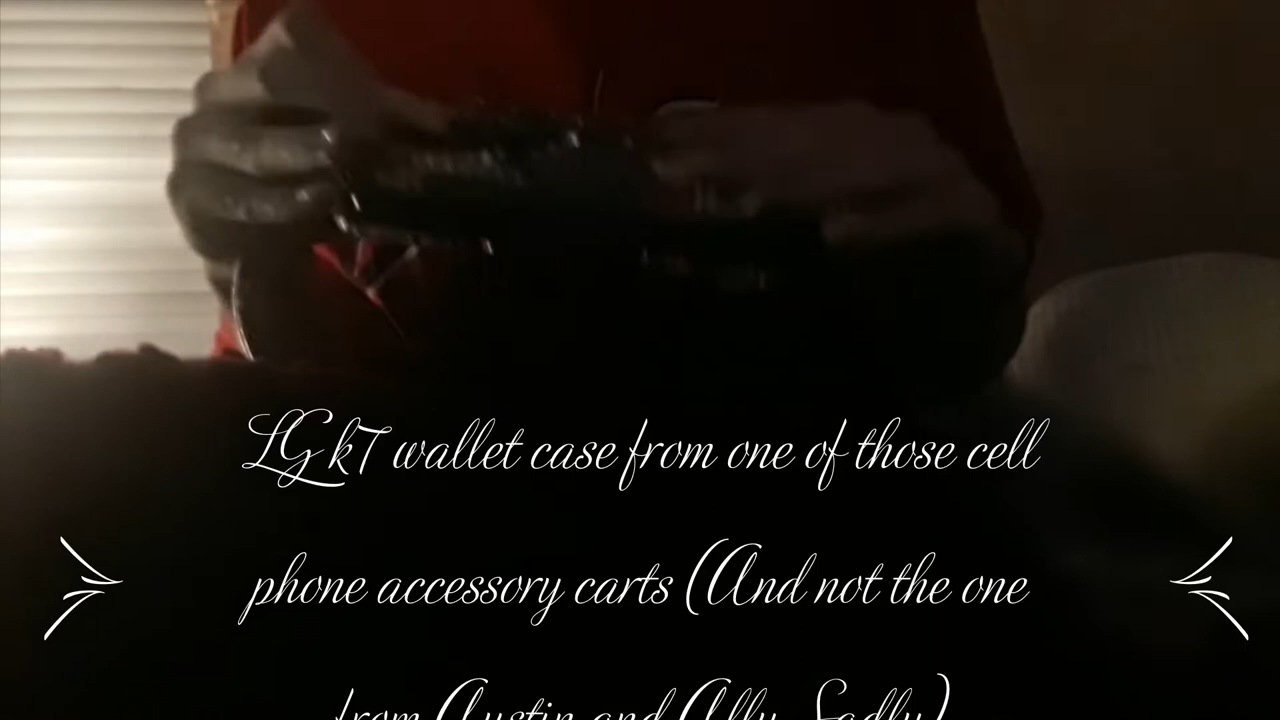 LG k7 wallet case from one of those cell
phone accessory carts (And not the one
from Austin and Ally, Sadly)